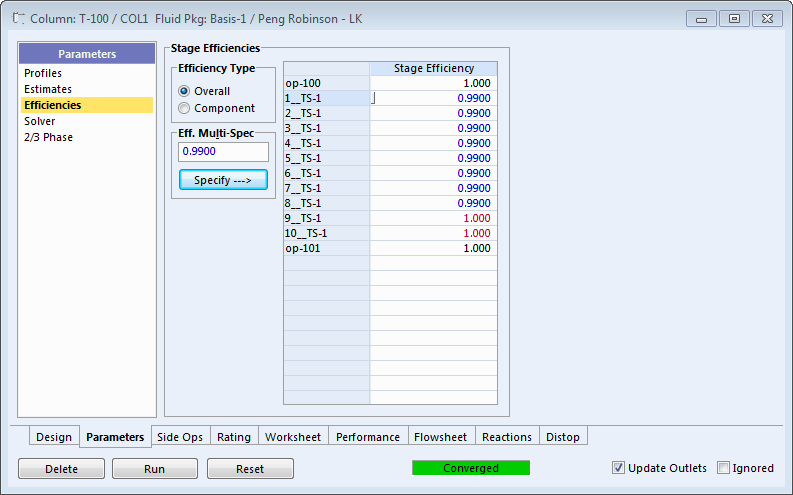 Column: T-100 / COL1 Fluid Pkg: Basis-1 / Peng Robinson - LK
Parameters
Profiles
Estimates
Efficiencies
Solver
2/3 Phase
Stage Efficiencies
Efficiency Type
Overall
Component
Eff. Multi-Spec
0.9900
Specify --->
Stage Efficiency
op-100 1.000
1__TS-1 0.9900
2__TS-1 0.9900
3__TS-1 0.9900
4__TS-1 0.9900
5__TS-1 0.9900
6__TS-1 0.9900
7__TS-1 0.9900
8__TS-1 0.9900
9__TS-1 1.000
10__TS-1 1.000
op-101 1.000
Design Parameters Side Ops Rating Worksheet Performance Flowsheet Reactions Distop
Delete Run Reset Converged Update Outlets Ignored